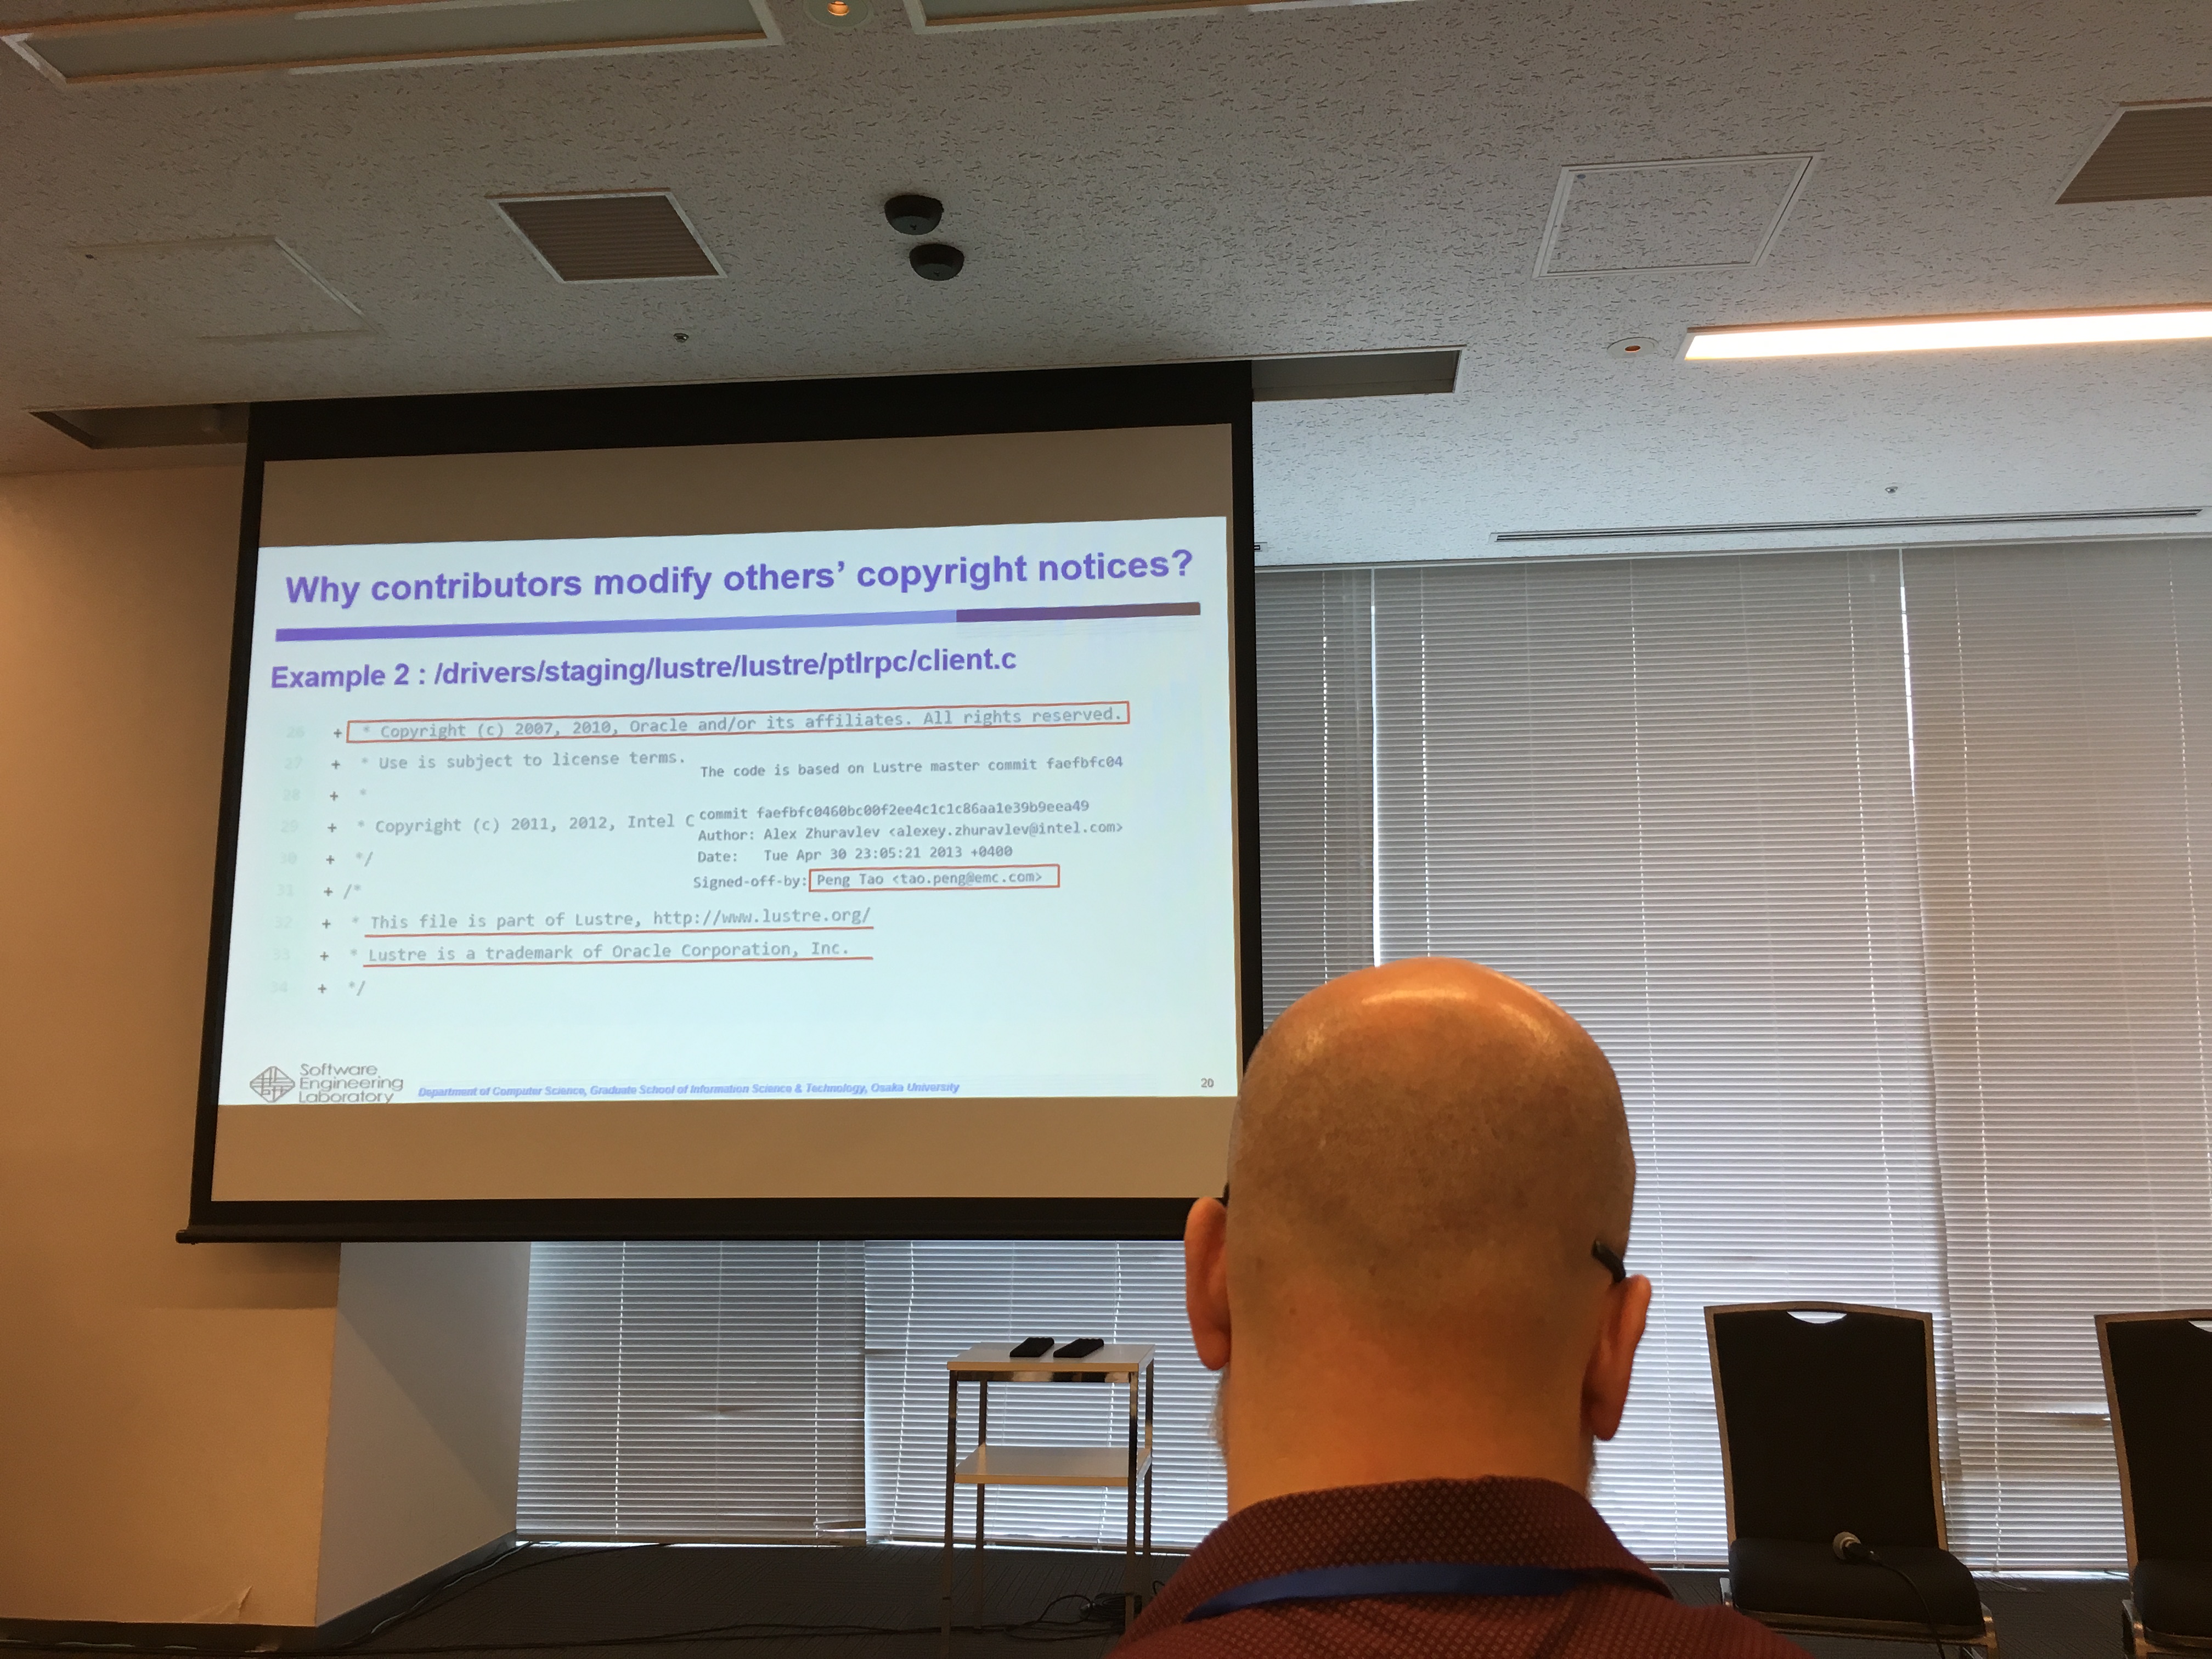 Why contributors modify others’ copyright notices?
Example 2 : /drivers/staging/lustre/lustre/ptlrpc/client.c
26 + * Copyright (c) 2007, 2010, Oracle and/or its affiliates. All rights reserved.
27 + * Use is subject to license terms.
28 + *
29 + * Copyright (c) 2011, 2012, Intel C
30 + */
31 + /*
32 + * This file is part of Lustre, http://www.lustre.org/
33 + * Lustre is a trademark of Oracle Corporation, Inc.
34 + */
The code is based on Lustre master commit faefbfc04
commit faefbfc0460bc00f2ee4c1c1c86aa1e39b9eea49
Author: Alex Zhuravlev <alexey.zhuravlev@intel.com>
Date: Tue Apr 30 23:05:21 2013 +0400
Signed-off-by: Peng Tao <tao.peng@emc.com>
Software
Engineering
Laboratory
Department of Computer Science, Graduate School of Information Science & Technology, Osaka University
20